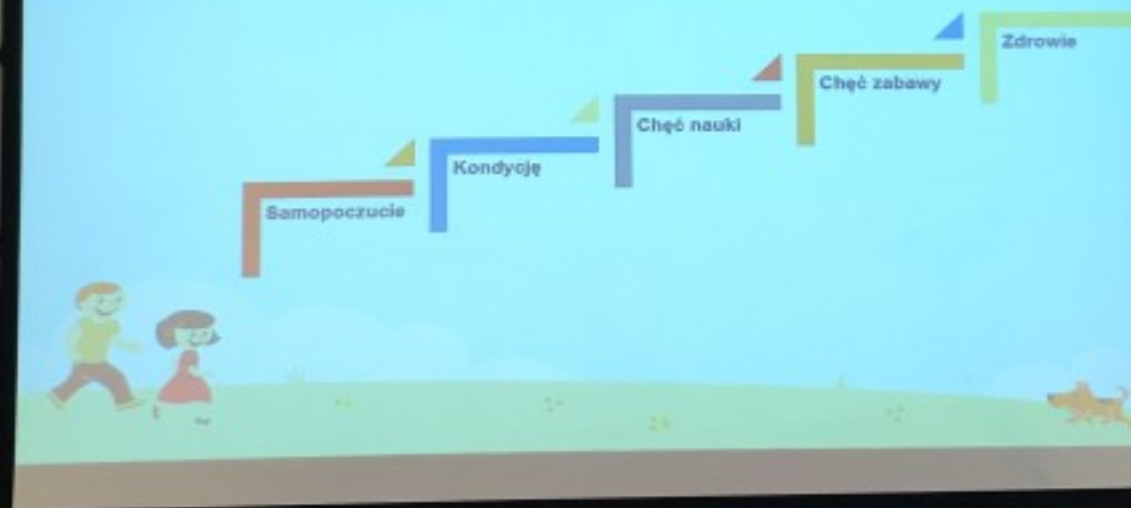 Zdrowie
Chęć zabawy
Chęć nauki
Kondycję
Samopoczucie